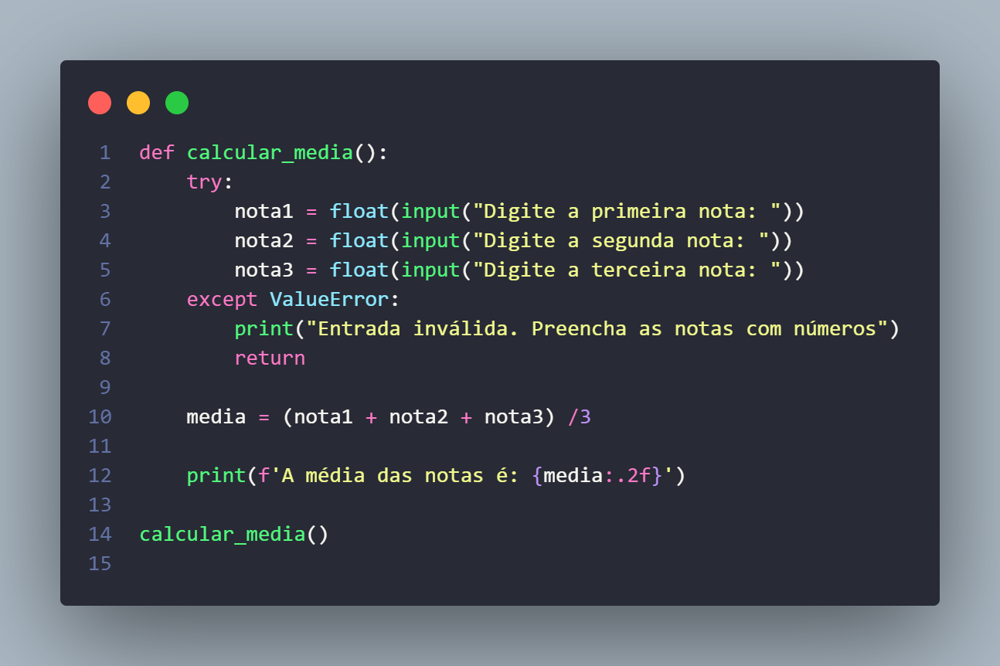 1 def calcular_media():
2     try:
3         nota1 = float(input("Digite a primeira nota: "))
4         nota2 = float(input("Digite a segunda nota: "))
5         nota3 = float(input("Digite a terceira nota: "))
6     except ValueError:
7         print("Entrada inválida. Preencha as notas com números")
8         return
9
10     media = (nota1 + nota2 + nota3) /3
11
12     print(f'A média das notas é: {media:.2f}')
13
14 calcular_media()
15